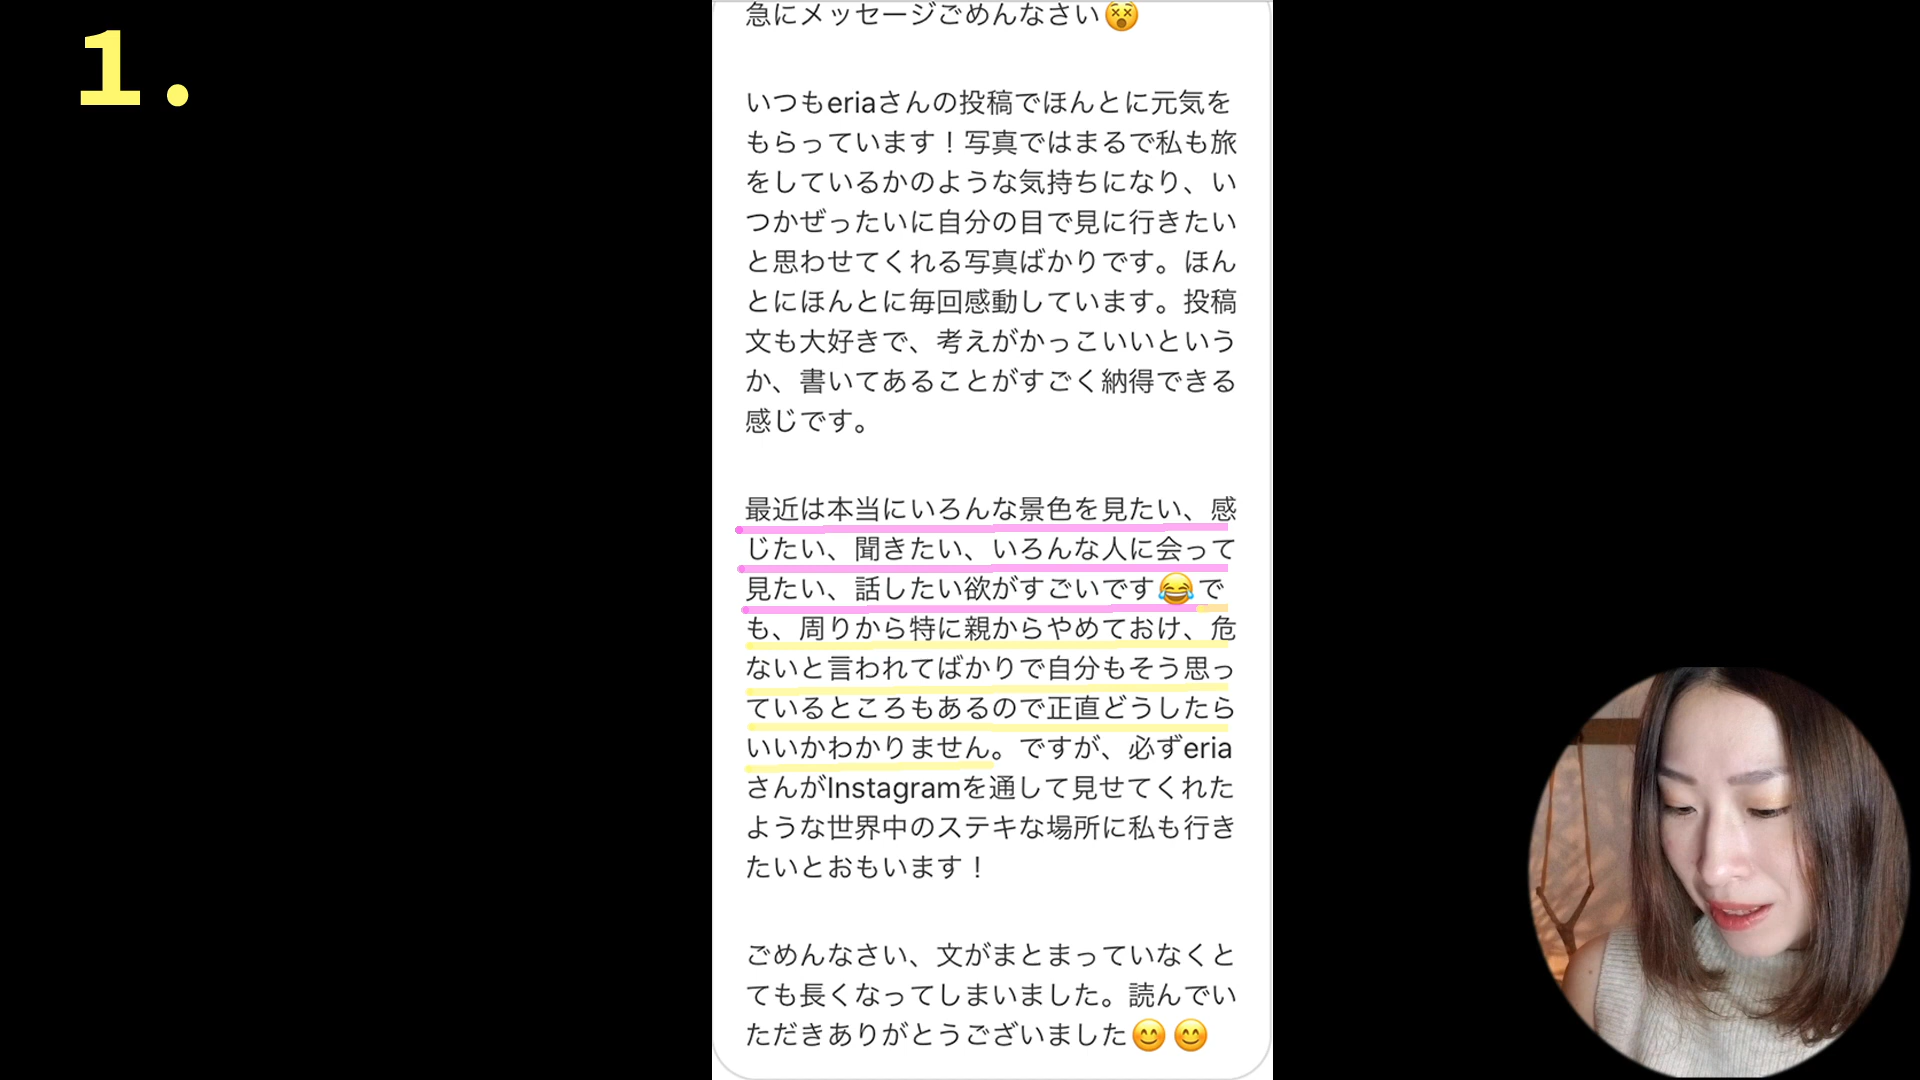 1.
急にメッセージごめんなさい😵
いつもeriaさんの投稿でほんとに元気を
もらっています！写真ではまるで私も旅
をしているかのような気持ちになり、い
つかぜったいに自分の目で見に行きたい
と思わせてくれる写真ばかりです。ほん
とにほんとに毎回感動しています。投稿
文も大好きで、考えがかっこいいという
か、書いてあることがすごく納得できる
感じです。
最近は本当にいろんな景色を見たい、感
じたい、聞きたい、いろんな人に会って
見たい、話したい欲がすごいです😂で
も、周りから特に親からやめておけ、危
ないと言われてばかりで自分もそう思っ
ているところもあるので正直どうしたら
いいかわかりません。ですが、必ずeria
さんがInstagramを通して見せてくれた
ような世界中のステキな場所に私も行き
たいとおもいます！
ごめんなさい、文がまとまっていなくと
ても長くなってしまいました。読んでい
ただきありがとうございました😊😊